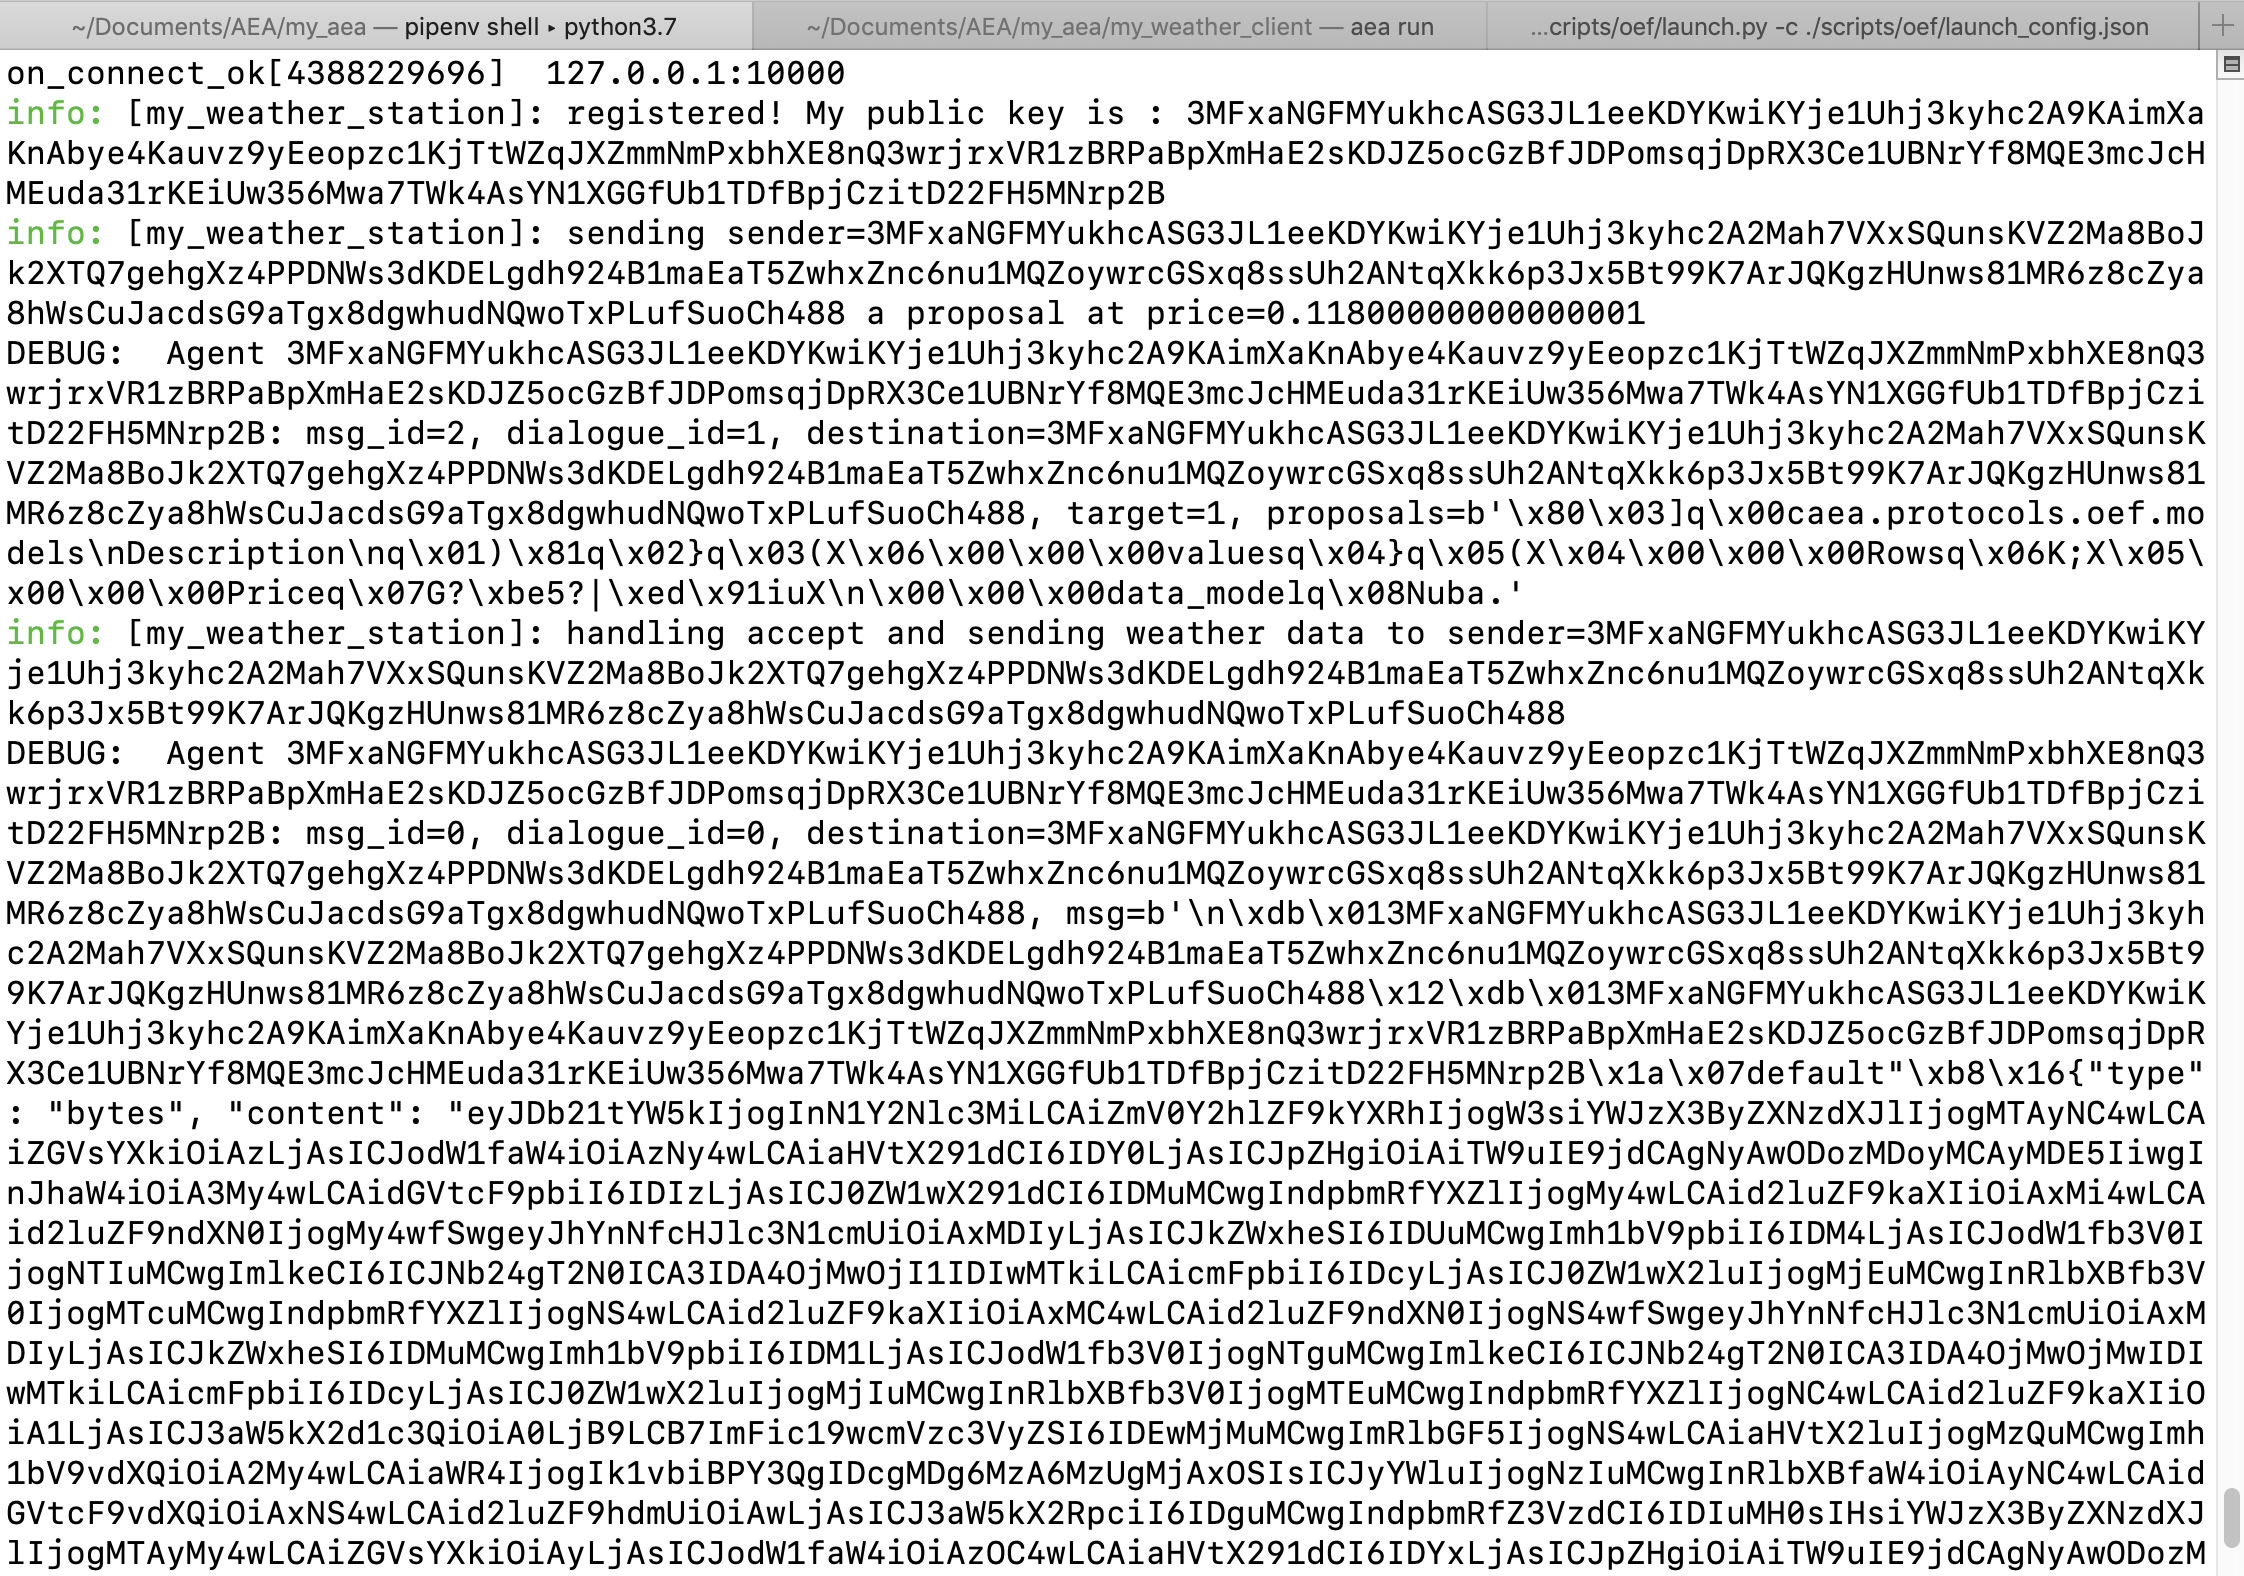 ~/Documents/AEA/my_aea — pipenv shell ▸ python3.7
~/Documents/AEA/my_aea/my_weather_client — aea run
...cripts/oef/launch.py -c ./scripts/oef/launch_config.json
on_connect_ok[4388229696]  127.0.0.1:10000
info: [my_weather_station]: registered! My public key is : 3MFxaNGFMYukhcASG3JL1eeKDYKwiKYje1Uhj3kyhc2A9KAimXa
KnAbye4Kauvz9yEeopzc1KjTtWZqJXZmmNmPxbhXE8nQ3wrjrxVR1zBRPaBpXmHaE2sKDJZ5ocGzBfJDPomsqjDpRX3Ce1UBNrYf8MQE3mcJcH
MEuda31rKEiUw356Mwa7TWk4AsYN1XGGfUb1TDfBpjCzitD22FH5MNrp2B
info: [my_weather_station]: sending sender=3MFxaNGFMYukhcASG3JL1eeKDYKwiKYje1Uhj3kyhc2A2Mah7VXxSQunsKVZ2Ma8BoJ
k2XTQ7gehgXz4PPDNWs3dKDELgdh924B1maEaT5ZwhxZnc6nu1MQZoywrcGSxq8ssUh2ANtqXkk6p3Jx5Bt99K7ArJQKgzHUnws81MR6z8cZya
8hWsCuJacdsG9aTgx8dgwhudNQwoTxPLufSuoCh488 a proposal at price=0.11800000000000001
DEBUG:  Agent 3MFxaNGFMYukhcASG3JL1eeKDYKwiKYje1Uhj3kyhc2A9KAimXaKnAbye4Kauvz9yEeopzc1KjTtWZqJXZmmNmPxbhXE8nQ3
wrjrxVR1zBRPaBpXmHaE2sKDJZ5ocGzBfJDPomsqjDpRX3Ce1UBNrYf8MQE3mcJcHMEuda31rKEiUw356Mwa7TWk4AsYN1XGGfUb1TDfBpjCzi
tD22FH5MNrp2B: msg_id=2, dialogue_id=1, destination=3MFxaNGFMYukhcASG3JL1eeKDYKwiKYje1Uhj3kyhc2A2Mah7VXxSQunsK
VZ2Ma8BoJk2XTQ7gehgXz4PPDNWs3dKDELgdh924B1maEaT5ZwhxZnc6nu1MQZoywrcGSxq8ssUh2ANtqXkk6p3Jx5Bt99K7ArJQKgzHUnws81
MR6z8cZya8hWsCuJacdsG9aTgx8dgwhudNQwoTxPLufSuoCh488, target=1, proposals=b'\x80\x03]q\x00caea.protocols.oef.mo
dels\nDescription\nq\x01)\x81q\x02}q\x03(X\x06\x00\x00\x00valuesq\x04}q\x05(X\x04\x00\x00\x00Rowsq\x06K;X\x05\
x00\x00\x00Priceq\x07G?\xbe5?|\xed\x91iuX\n\x00\x00\x00data_modelq\x08Nuba.'
info: [my_weather_station]: handling accept and sending weather data to sender=3MFxaNGFMYukhcASG3JL1eeKDYKwiKY
je1Uhj3kyhc2A2Mah7VXxSQunsKVZ2Ma8BoJk2XTQ7gehgXz4PPDNWs3dKDELgdh924B1maEaT5ZwhxZnc6nu1MQZoywrcGSxq8ssUh2ANtqXk
k6p3Jx5Bt99K7ArJQKgzHUnws81MR6z8cZya8hWsCuJacdsG9aTgx8dgwhudNQwoTxPLufSuoCh488
DEBUG:  Agent 3MFxaNGFMYukhcASG3JL1eeKDYKwiKYje1Uhj3kyhc2A9KAimXaKnAbye4Kauvz9yEeopzc1KjTtWZqJXZmmNmPxbhXE8nQ3
wrjrxVR1zBRPaBpXmHaE2sKDJZ5ocGzBfJDPomsqjDpRX3Ce1UBNrYf8MQE3mcJcHMEuda31rKEiUw356Mwa7TWk4AsYN1XGGfUb1TDfBpjCzi
tD22FH5MNrp2B: msg_id=0, dialogue_id=0, destination=3MFxaNGFMYukhcASG3JL1eeKDYKwiKYje1Uhj3kyhc2A2Mah7VXxSQunsK
VZ2Ma8BoJk2XTQ7gehgXz4PPDNWs3dKDELgdh924B1maEaT5ZwhxZnc6nu1MQZoywrcGSxq8ssUh2ANtqXkk6p3Jx5Bt99K7ArJQKgzHUnws81
MR6z8cZya8hWsCuJacdsG9aTgx8dgwhudNQwoTxPLufSuoCh488, msg=b'\n\xdb\x013MFxaNGFMYukhcASG3JL1eeKDYKwiKYje1Uhj3kyh
c2A2Mah7VXxSQunsKVZ2Ma8BoJk2XTQ7gehgXz4PPDNWs3dKDELgdh924B1maEaT5ZwhxZnc6nu1MQZoywrcGSxq8ssUh2ANtqXkk6p3Jx5Bt9
9K7ArJQKgzHUnws81MR6z8cZya8hWsCuJacdsG9aTgx8dgwhudNQwoTxPLufSuoCh488\x12\xdb\x013MFxaNGFMYukhcASG3JL1eeKDYKwiK
Yje1Uhj3kyhc2A9KAimXaKnAbye4Kauvz9yEeopzc1KjTtWZqJXZmmNmPxbhXE8nQ3wrjrxVR1zBRPaBpXmHaE2sKDJZ5ocGzBfJDPomsqjDpR
X3Ce1UBNrYf8MQE3mcJcHMEuda31rKEiUw356Mwa7TWk4AsYN1XGGfUb1TDfBpjCzitD22FH5MNrp2B\x1a\x07default"\xb8\x16{"type"
: "bytes", "content": "eyJDb21tYW5kIjogInN1Y2Nlc3MiLCAiZmV0Y2hlZF9kYXRhIjogW3siYWJzX3ByZXNzdXJlIjogMTAyNC4wLCA
iZGVsYXkiOiAzLjAsICJodW1faW4iOiAzNy4wLCAiaHVtX291dCI6IDY0LjAsICJpZHgiOiAiTW9uIE9jdCAgNyAwODozMDoyMCAyMDE5IiwgI
nJhaW4iOiA3My4wLCAidGVtcF9pbiI6IDIzLjAsICJ0ZW1wX291dCI6IDMuMCwgIndpbmRfYXZlIjogMy4wLCAid2luZF9kaXIiOiAxMi4wLCA
id2luZF9ndXN0IjogMy4wfSwgeyJhYnNfcHJlc3N1cmUiOiAxMDIyLjAsICJkZWxheSI6IDUuMCwgImh1bV9pbiI6IDM4LjAsICJodW1fb3V0I
jogNTIuMCwgImlkeCI6ICJNb24gT2N0ICA3IDA4OjMwOjI1IDIwMTkiLCAicmFpbiI6IDcyLjAsICJ0ZW1wX2luIjogMjEuMCwgInRlbXBfb3V
0IjogMTcuMCwgIndpbmRfYXZlIjogNS4wLCAid2luZF9kaXIiOiAxMC4wLCAid2luZF9ndXN0IjogNS4wfSwgeyJhYnNfcHJlc3N1cmUiOiAxM
DIyLjAsICJkZWxheSI6IDMuMCwgImh1bV9pbiI6IDM1LjAsICJodW1fb3V0IjogNTguMCwgImlkeCI6ICJNb24gT2N0ICA3IDA4OjMwOjMwIDI
wMTkiLCAicmFpbiI6IDcyLjAsICJ0ZW1wX2luIjogMjIuMCwgInRlbXBfb3V0IjogMTEuMCwgIndpbmRfYXZlIjogNC4wLCAid2luZF9kaXIiO
iA1LjAsICJ3aW5kX2d1c3QiOiA0LjB9LCB7ImFic19wcmVzc3VyZSI6IDEwMjMuMCwgImRlbGF5IjogNS4wLCAiaHVtX2luIjogMzQuMCwgImh
1bV9vdXQiOiA2My4wLCAiaWR4IjogIk1vbiBPY3QgIDcgMDg6MzA6MzUgMjAxOSIsICJyYWluIjogNzIuMCwgInRlbXBfaW4iOiAyNC4wLCAid
GVtcF9vdXQiOiAxNS4wLCAid2luZF9hdmUiOiAwLjAsICJ3aW5kX2RpciI6IDguMCwgIndpbmRfZ3VzdCI6IDIuMH0sIHsiYWJzX3ByZXNzdXJ
lIjogMTAyMy4wLCAiZGVsYXkiOiAyLjAsICJodW1faW4iOiAzOC4wLCAiaHVtX291dCI6IDYxLjAsICJpZHgiOiAiTW9uIE9jdCAgNyAwODozM